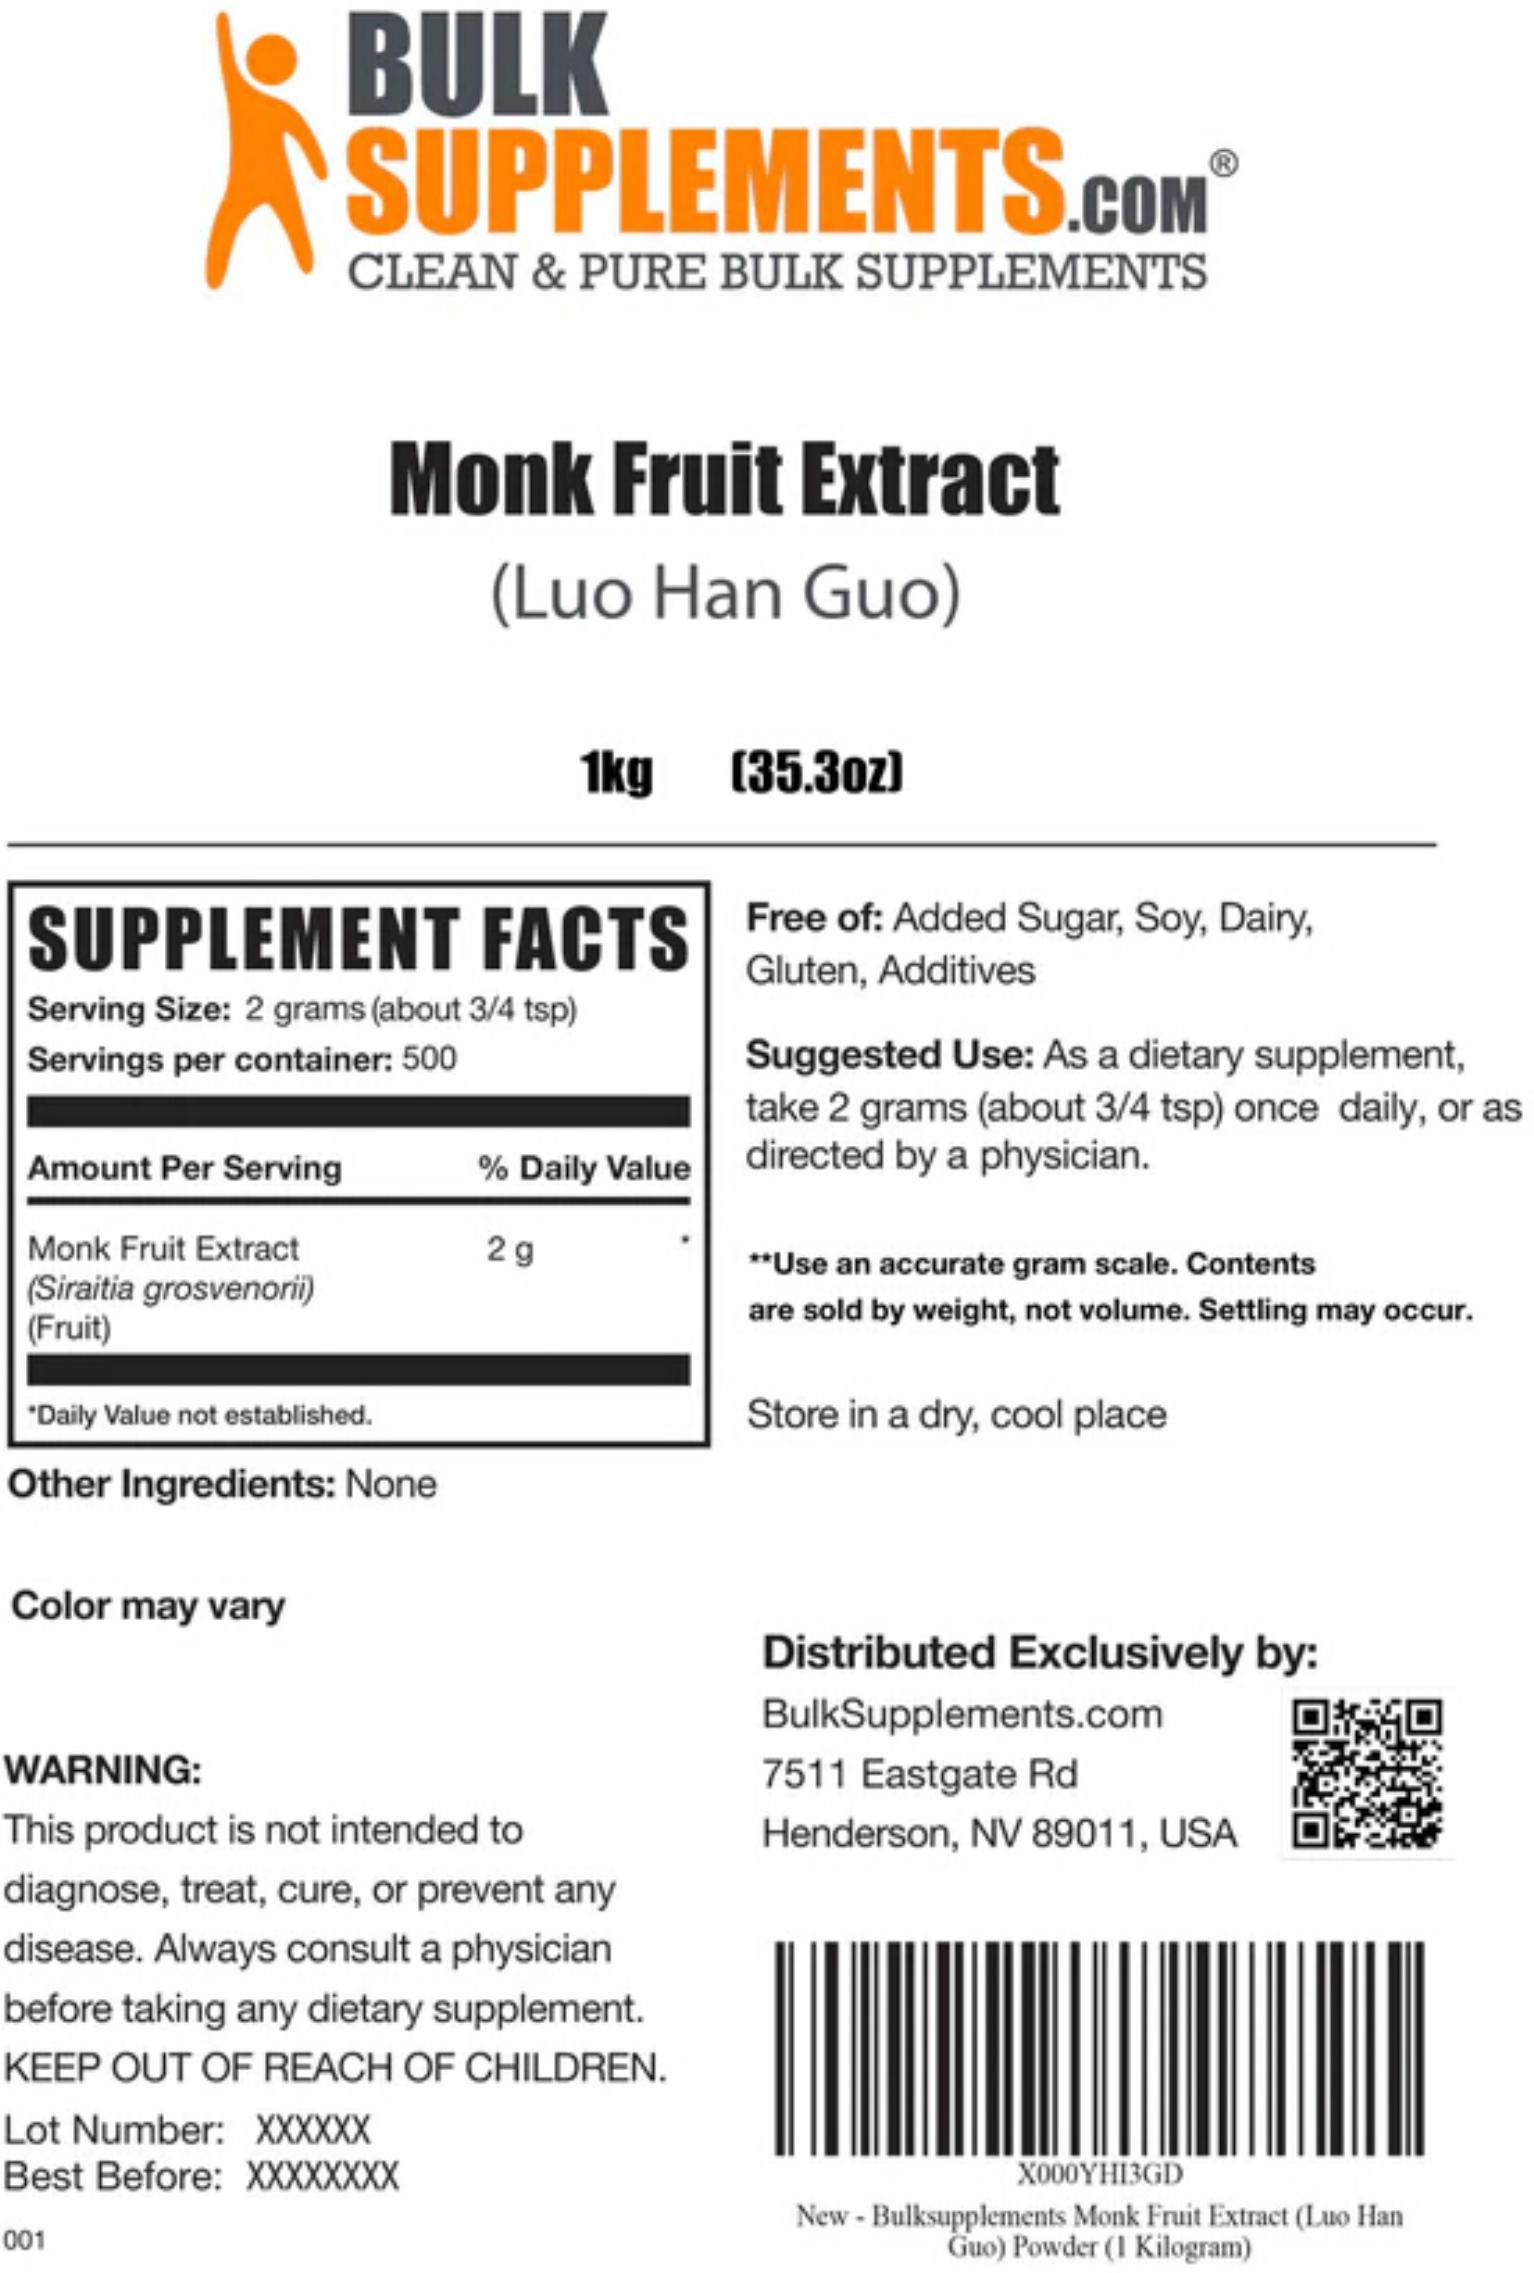 BULK
SUPPLEMENTS.COM®
CLEAN & PURE BULK SUPPLEMENTS
Monk Fruit Extract
(Luo Han Guo)
1kg (35.3oz)
SUPPLEMENT FACTS
Serving Size: 2 grams (about 3/4 tsp)
Servings per container: 500
Amount Per Serving % Daily Value
Monk Fruit Extract 2 g *
(Siraitia grosvenorii)
(Fruit)
*Daily Value not established.
Other Ingredients: None
Color may vary
Free of: Added Sugar, Soy, Dairy,
Gluten, Additives
Suggested Use: As a dietary supplement,
take 2 grams (about 3/4 tsp) once daily, or as
directed by a physician.
**Use an accurate gram scale. Contents
are sold by weight, not volume. Settling may occur.
Store in a dry, cool place
WARNING:
This product is not intended to
diagnose, treat, cure, or prevent any
disease. Always consult a physician
before taking any dietary supplement.
KEEP OUT OF REACH OF CHILDREN.
Lot Number: XXXXXX
Best Before: XXXXXXXX
001
Distributed Exclusively by:
BulkSupplements.com
7511 Eastgate Rd
Henderson, NV 89011, USA
X000YHI3GD
New - Bulksupplements Monk Fruit Extract (Luo Han
Guo) Powder (1 Kilogram)